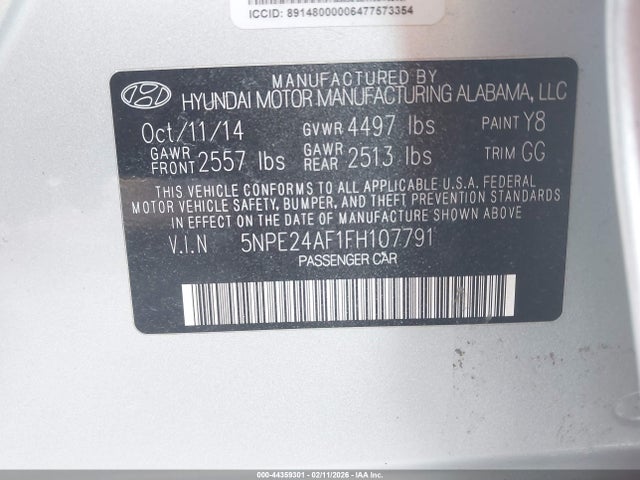 ICCID: 89148000006477573354
MANUFACTURED BY
HYUNDAI MOTOR MANUFACTURING ALABAMA, LLC
Oct/11/14 GVWR 4497 lbs PAINT Y8
GAWR FRONT 2557 lbs GAWR REAR 2513 lbs TRIM GG
THIS VEHICLE CONFORMS TO ALL APPLICABLE U.S.A. FEDERAL
MOTOR VEHICLE SAFETY, BUMPER, AND THEFT PREVENTION STANDARDS
IN EFFECT ON THE DATE OF MANUFACTURE SHOWN ABOVE.
V.I.N 5NPE24AF1FH107791
PASSENGER CAR
000-44359301 - 02/11/2026 - IAA Inc.